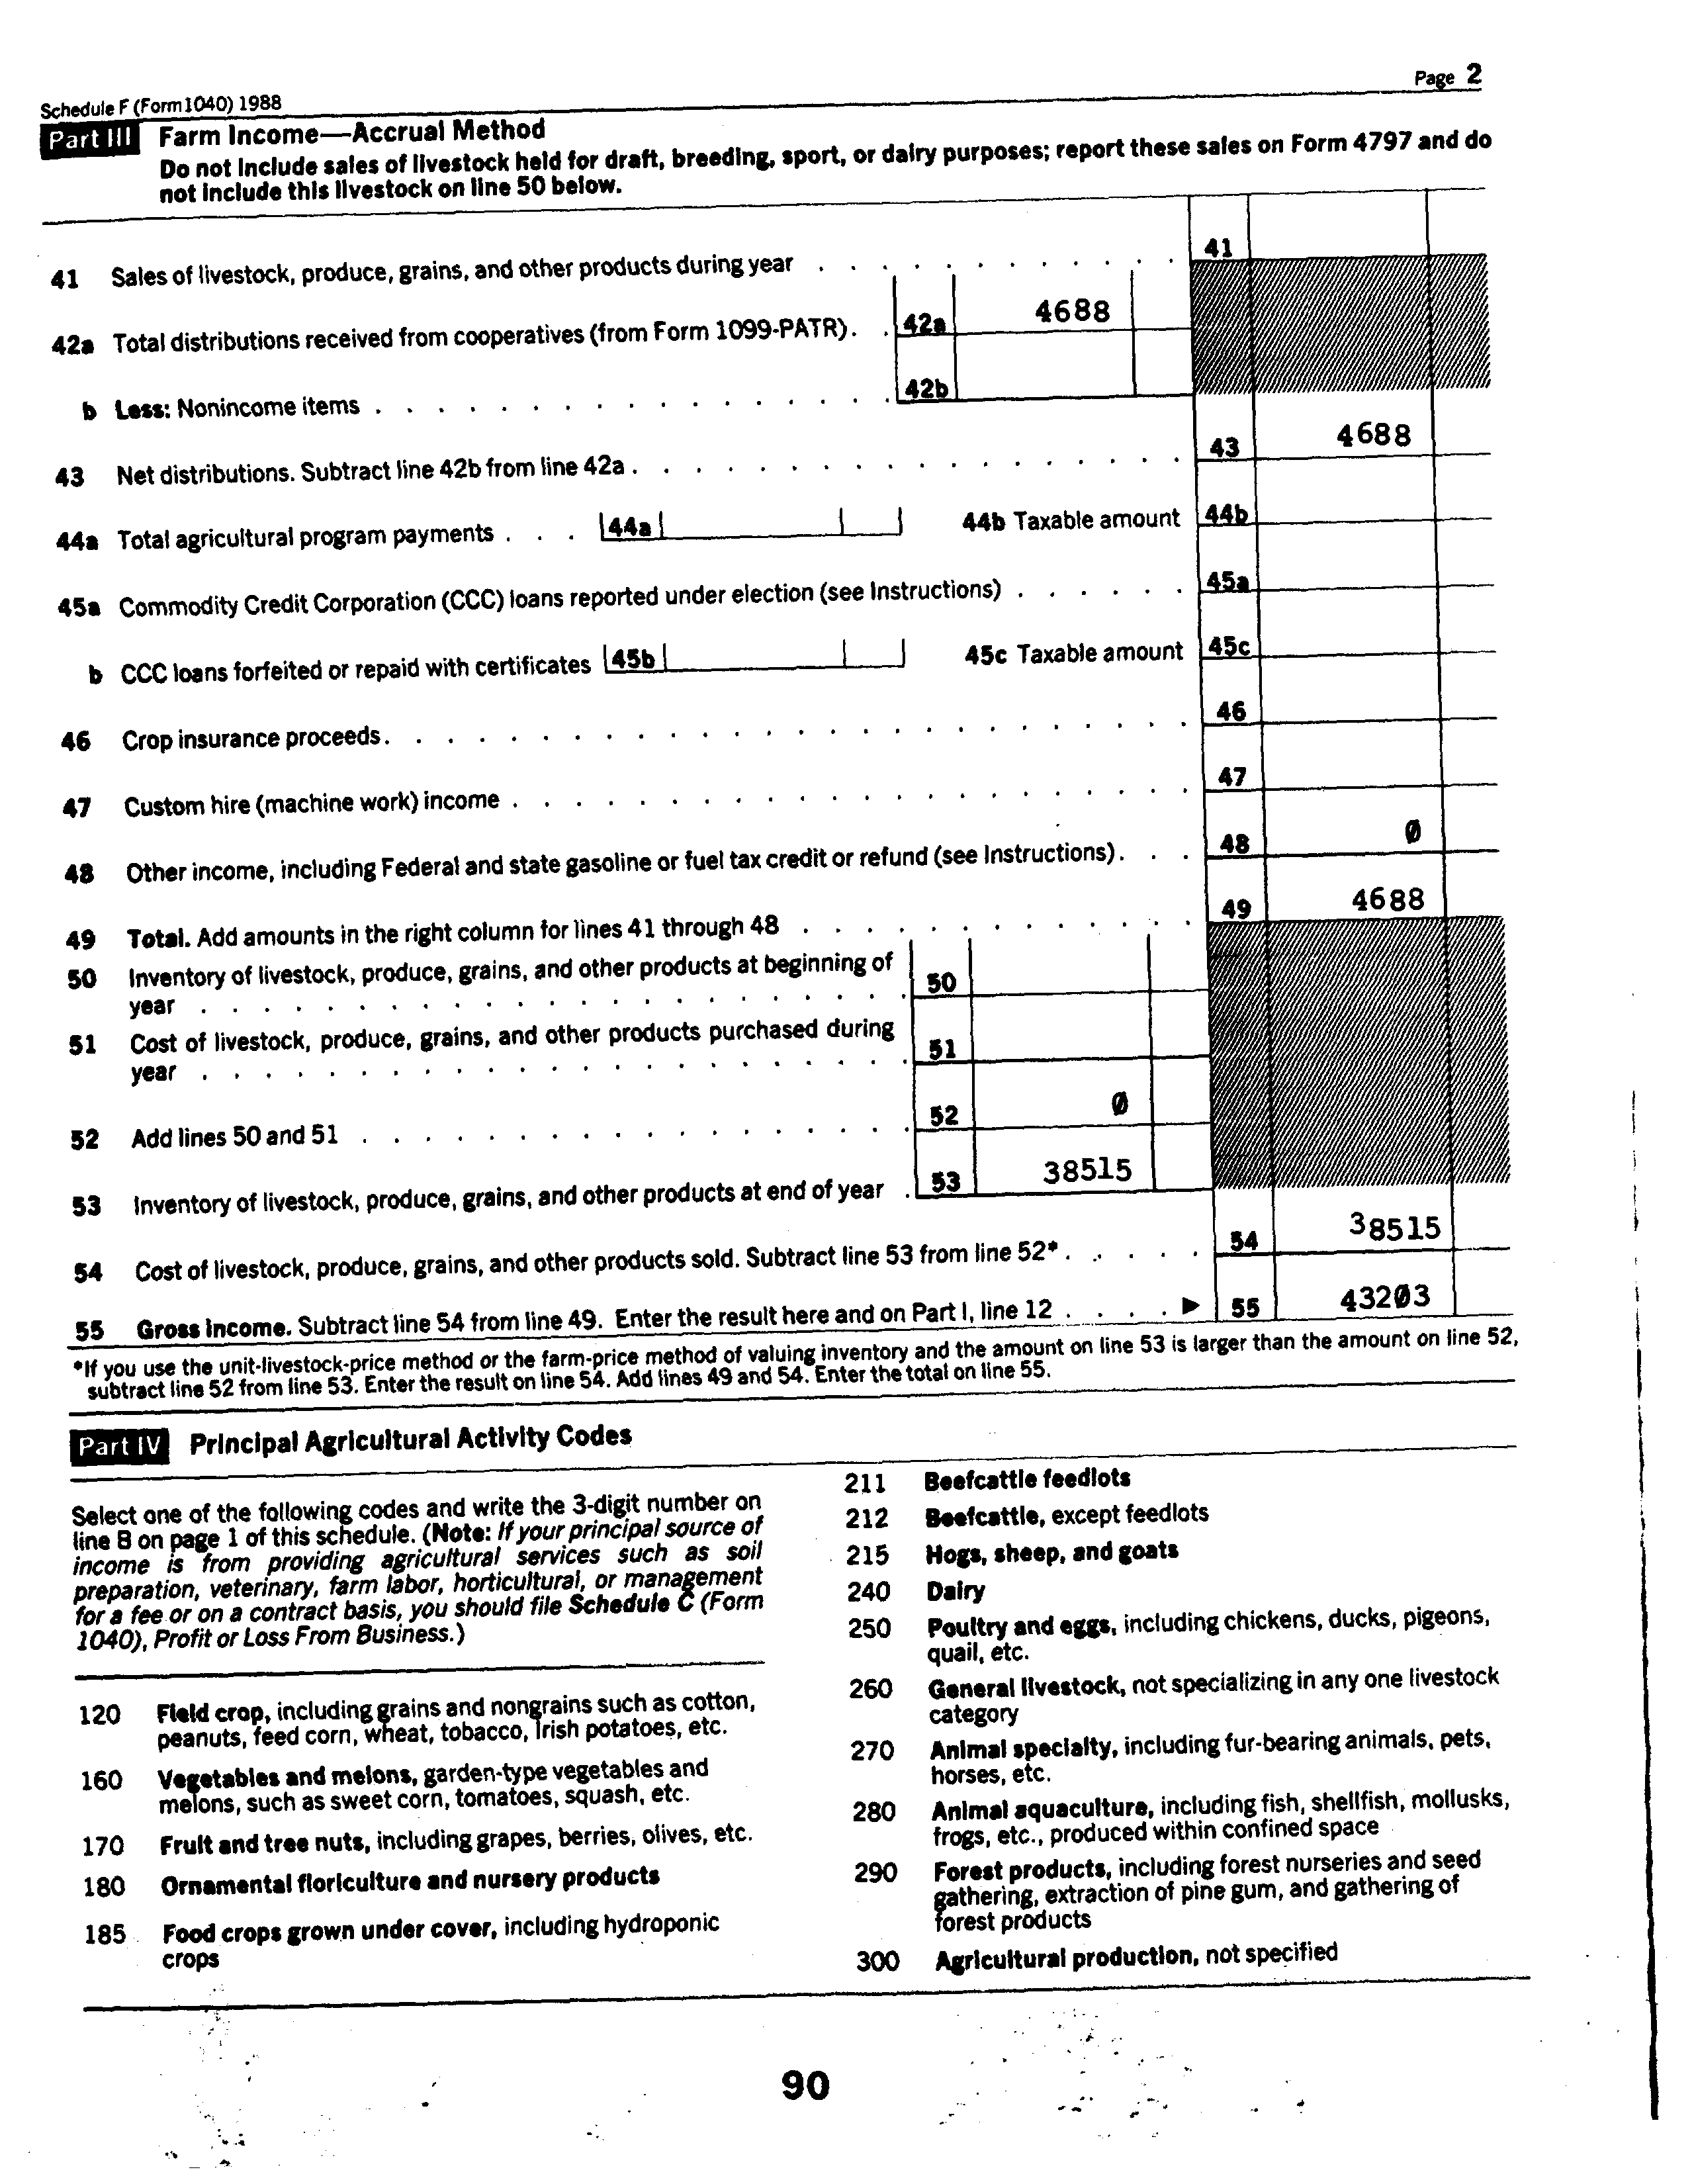 Schedule F (Form 1040) 1988
Page 2
Part III Farm Income—Accrual Method
Do not include sales of livestock held for draft, breeding, sport, or dairy purposes; report these sales on Form 4797 and do
not include this livestock on line 50 below.
41 Sales of livestock, produce, grains, and other products during year . . . . . . . . . . . . 41
42a Total distributions received from cooperatives (from Form 1099-PATR) . . 42a 4688
b Less: Nonincome items . . . . . . . . . . . . . . . . . 42b
43 Net distributions. Subtract line 42b from line 42a . . . . . . . . . . . . . . . . . . 43 4688
44a Total agricultural program payments . . . 44a 44b Taxable amount 44b
45a Commodity Credit Corporation (CCC) loans reported under election (see Instructions) . . . . . . 45a
b CCC loans forfeited or repaid with certificates 45b 45c Taxable amount 45c
46 Crop insurance proceeds . . . . . . . . . . . . . . . . . . . . . . . . . . 46
47 Custom hire (machine work) income . . . . . . . . . . . . . . . . . . . . . . 47
48 Other income, including Federal and state gasoline or fuel tax credit or refund (see Instructions) . . . 48 0
49 Total. Add amounts in the right column for lines 41 through 48 . . . . . . . . . . . . . 49 4688
50 Inventory of livestock, produce, grains, and other products at beginning of
year . . . . . . . . . . . . . . . . . . . . . . . 50
51 Cost of livestock, produce, grains, and other products purchased during
year . . . . . . . . . . . . . . . . . . . . . . . 51
52 Add lines 50 and 51 . . . . . . . . . . . . . . . . . . 52 0
53 Inventory of livestock, produce, grains, and other products at end of year . 53 38515
54 Cost of livestock, produce, grains, and other products sold. Subtract line 53 from line 52* . . . . . 54 38515
55 Gross income. Subtract line 54 from line 49. Enter the result here and on Part I, line 12 . . . . ▶ 55 43203
*If you use the unit-livestock-price method or the farm-price method of valuing inventory and the amount on line 53 is larger than the amount on line 52,
subtract line 52 from line 53. Enter the result on line 54. Add lines 49 and 54. Enter the total on line 55.
Part IV Principal Agricultural Activity Codes
Select one of the following codes and write the 3-digit number on
line B on page 1 of this schedule. (Note: If your principal source of
income is from providing agricultural services such as soil
preparation, veterinary, farm labor, horticultural, or management
for a fee or on a contract basis, you should file Schedule C (Form
1040), Profit or Loss From Business.)
120 Field crop, including grains and nongrains such as cotton,
peanuts, feed corn, wheat, tobacco, Irish potatoes, etc.
160 Vegetables and melons, garden-type vegetables and
melons, such as sweet corn, tomatoes, squash, etc.
170 Fruit and tree nuts, including grapes, berries, olives, etc.
180 Ornamental floriculture and nursery products
185 Food crops grown under cover, including hydroponic
crops
211 Beefcattle feedlots
212 Beefcattle, except feedlots
215 Hogs, sheep, and goats
240 Dairy
250 Poultry and eggs, including chickens, ducks, pigeons,
quail, etc.
260 General livestock, not specializing in any one livestock
category
270 Animal specialty, including fur-bearing animals, pets,
horses, etc.
280 Animal aquaculture, including fish, shellfish, mollusks,
frogs, etc., produced within confined space
290 Forest products, including forest nurseries and seed
gathering, extraction of pine gum, and gathering of
forest products
300 Agricultural production, not specified
90